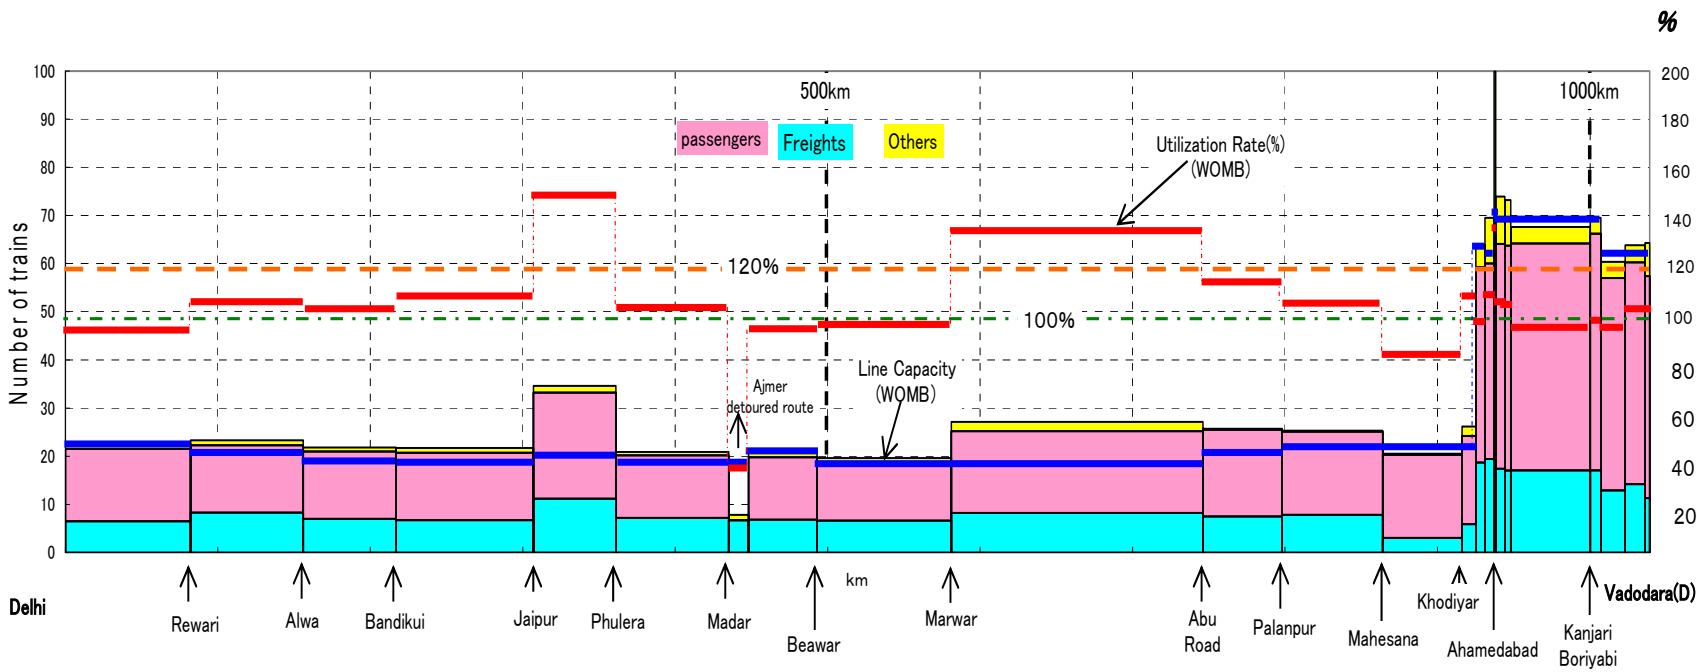 %
100
90
80
70
60
50
40
30
20
10
0
Number of trains
200
180
160
140
120
100
80
60
40
20
500km
1000km
passengers
Freights
Others
Utilization Rate(%)
(WOMB)
120%
100%
Line Capacity
(WOMB)
Ajmer
detoured route
km
Delhi
Rewari
Alwa
Bandikui
Jaipur
Phulera
Madar
Beawar
Marwar
Abu
Road
Palanpur
Mahesana
Khodiyar
Ahamedabad
Kanjari
Boriyabi
Vadodara(D)